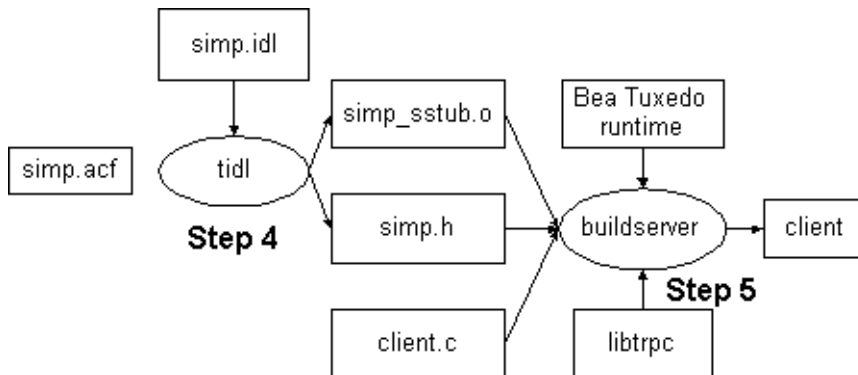 simp.idl
simp_sstub.o
Bea Tuxedo
runtime
simp.acf
tidl
simp.h
buildserver
client
Step 4
Step 5
client.c
libtrpc